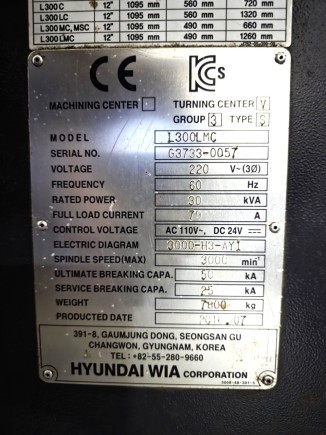 L300C 12" 1095 mm 560 mm 720 mm
L300LC 12" 1095 mm 560 mm 1320 mm
L300MC, MSC 12" 1095 mm 490 mm 660 mm
L300LMC 12" 1095 mm 490 mm 1260 mm
CE KCs
MACHINING CENTER TURNING CENTER V
GROUP 3 TYPE S
MODEL L300LMC
SERIAL NO. G3733-0057
VOLTAGE 220 V~(3Ø)
FREQUENCY 60 Hz
RATED POWER 30 kVA
FULL LOAD CURRENT 79 A
CONTROL VOLTAGE AC 110V~, DC 24V⎓
ELECTRIC DIAGRAM 300D-H3-AY1
SPINDLE SPEED(MAX) 3000 min⁻¹
ULTIMATE BREAKING CAPA. 50 kA
SERVICE BREAKING CAPA. 25 kA
WEIGHT 7800 kg
PRODUCTED DATE 07
391-8, GAUMJUNG DONG, SEONGSAN GU
CHANGWON, GYUNGNAM, KOREA
TEL : +82-55-280-9660
HYUNDAI WIA CORPORATION